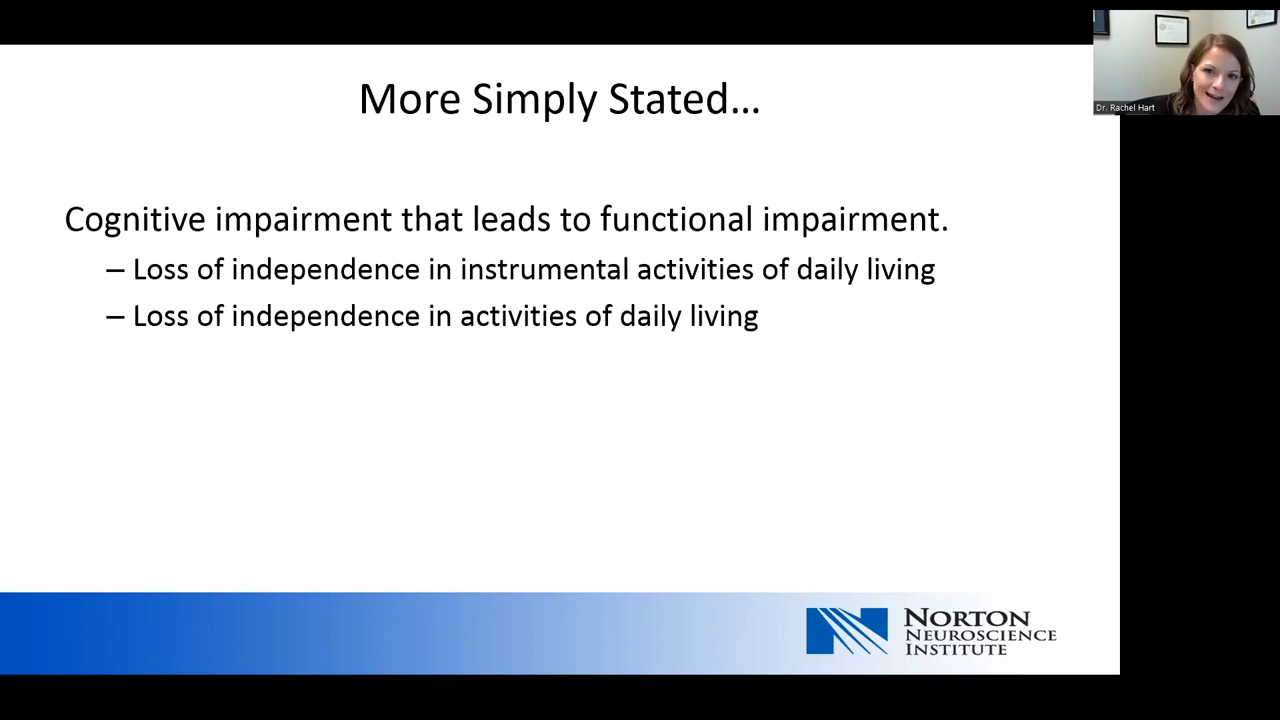 More Simply Stated…
Dr. Rachel Hart
Cognitive impairment that leads to functional impairment.
– Loss of independence in instrumental activities of daily living
– Loss of independence in activities of daily living
NORTON
NEUROSCIENCE
INSTITUTE